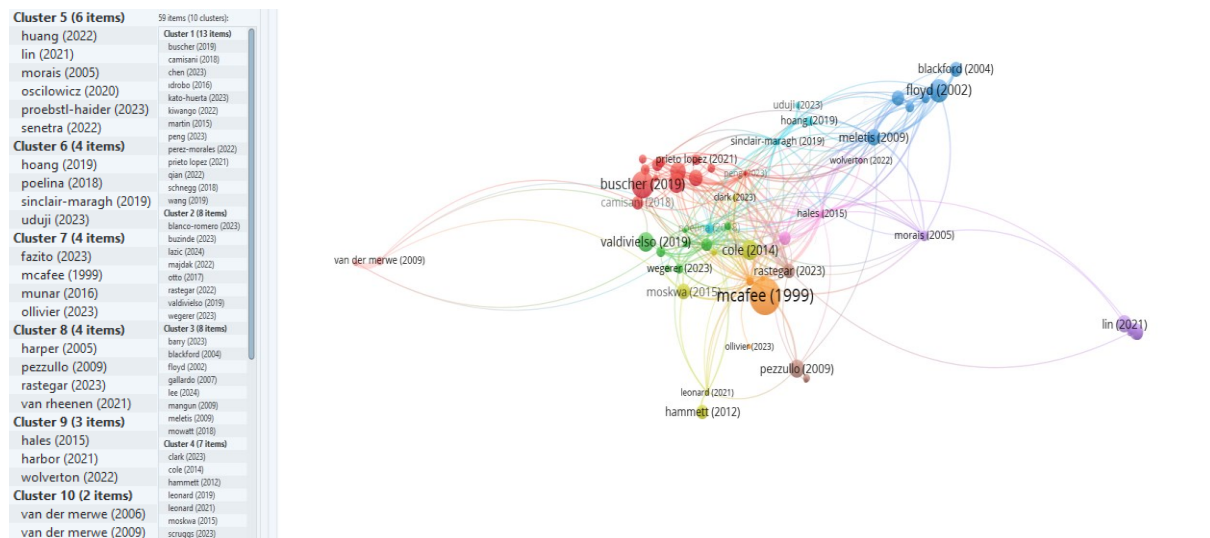 Cluster 5 (6 items)
huang (2022)
lin (2021)
morais (2005)
oscilowicz (2020)
proebstl-haider (2023)
senetra (2022)
Cluster 6 (4 items)
hoang (2019)
poelina (2018)
sinclair-maragh (2019)
uduji (2023)
Cluster 7 (4 items)
fazito (2023)
mcafee (1999)
munar (2016)
ollivier (2023)
Cluster 8 (4 items)
harper (2005)
pezzullo (2009)
rastegar (2023)
van rheenen (2021)
Cluster 9 (3 items)
hales (2015)
harbor (2021)
wolverton (2022)
Cluster 10 (2 items)
van der merwe (2006)
van der merwe (2009)
59 items (10 clusters):
Cluster 1 (13 items)
buscher (2019)
camisani (2018)
chen (2023)
idrobo (2016)
kato-huerta (2023)
kiwango (2022)
martin (2015)
peng (2023)
perez-morales (2022)
prieto lopez (2021)
qian (2022)
schnegg (2018)
wang (2019)
Cluster 2 (8 items)
blanco-romero (2023)
buzinde (2023)
lazic (2024)
majdak (2022)
otto (2017)
rastegar (2022)
valdivielso (2019)
wegerer (2023)
Cluster 3 (8 items)
barry (2023)
blackford (2004)
floyd (2002)
gallardo (2007)
lee (2024)
mangun (2009)
meletis (2009)
mowatt (2018)
Cluster 4 (7 items)
clark (2023)
cole (2014)
hammett (2012)
leonard (2019)
leonard (2021)
moskwa (2015)
scruggs (2023)
blackford (2004)
floyd (2002)
uduji (2023)
hoang (2019)
meletis (2009)
sinclair-maragh (2019)
prieto lopez (2021)
wolverton (2022)
peng (2023)
buscher (2019)
clark (2023)
camisani (2018)
hales (2015)
morais (2005)
valdivielso (2019)
cole (2014)
van der merwe (2009)
wegerer (2023)
rastegar (2023)
moskwa (2015)
mcafee (1999)
lin (2021)
ollivier (2023)
pezzullo (2009)
leonard (2021)
hammett (2012)